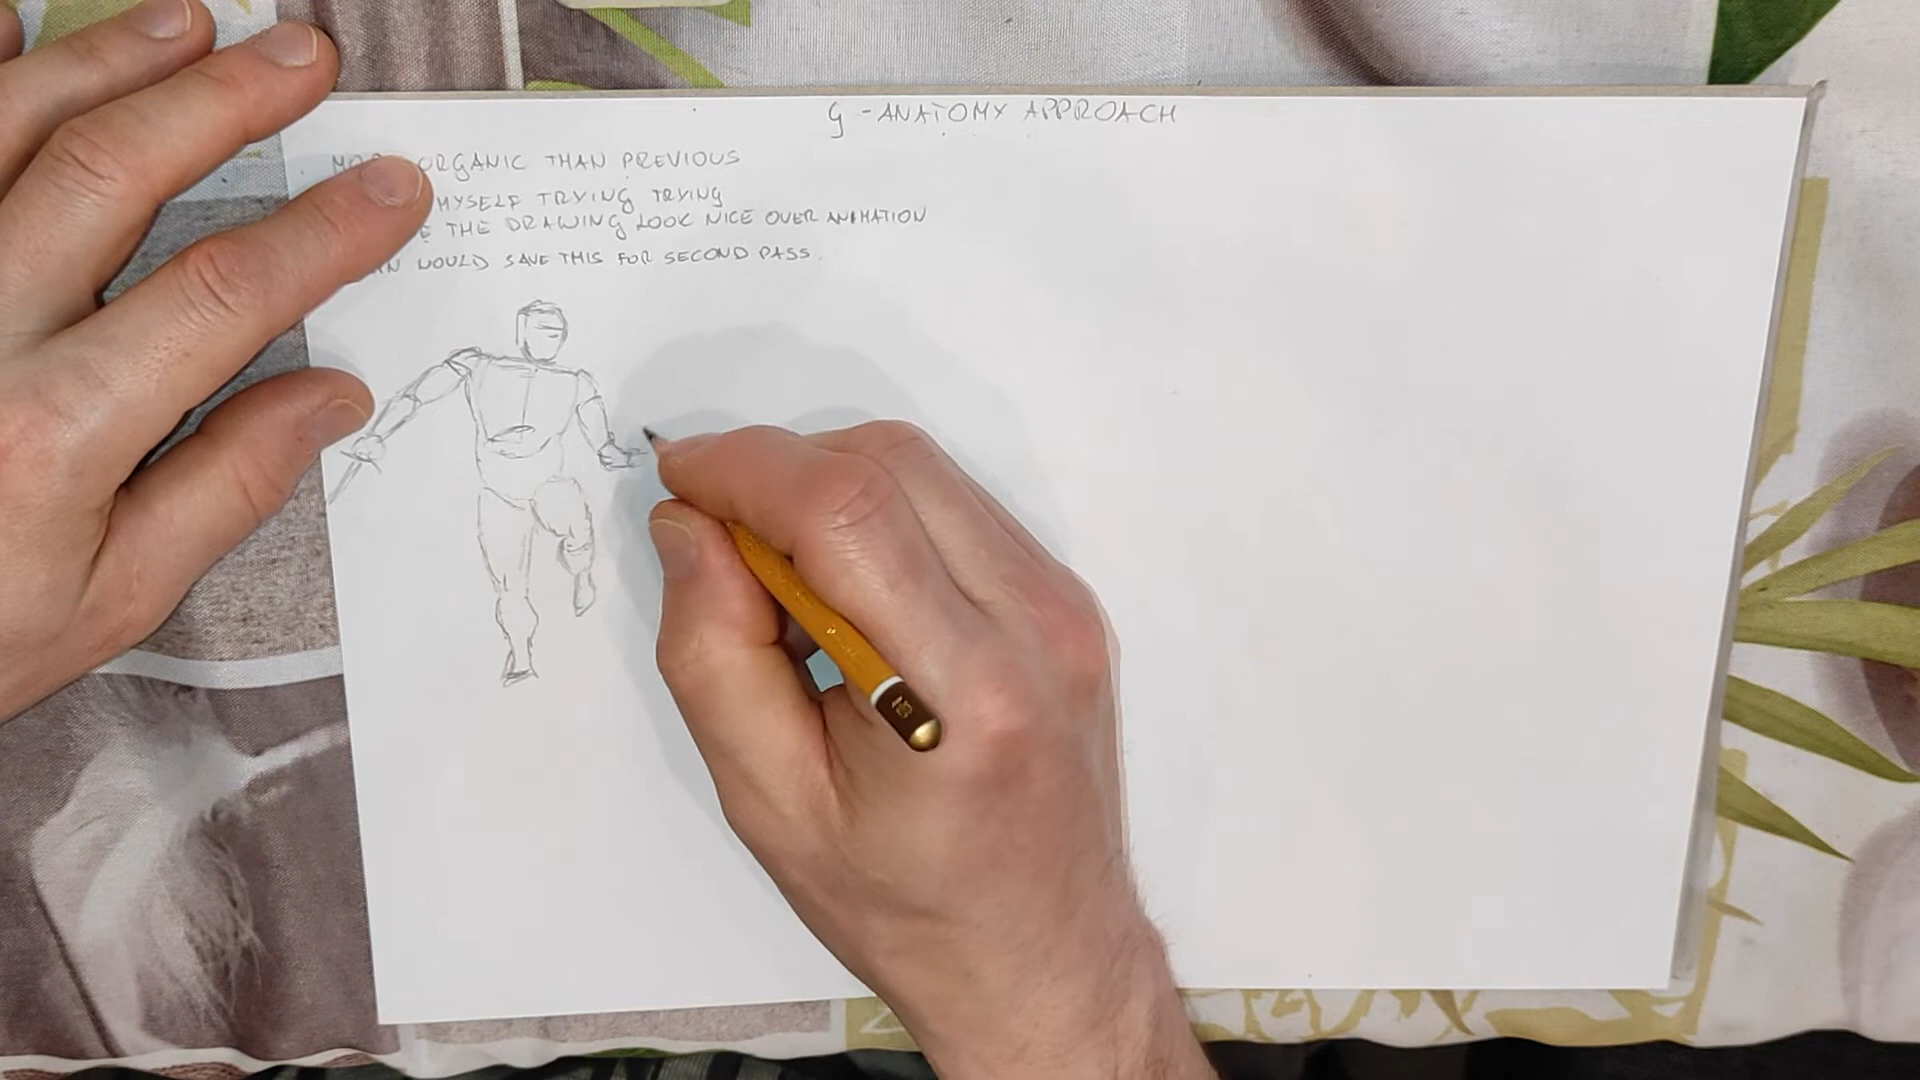 G - ANATOMY APPROACH
ORGANIC THAN PREVIOUS
MYSELF TRYING TRYING
THE DRAWING LOOK NICE OVER ANIMATION
WOULD SAVE THIS FOR SECOND PASS.